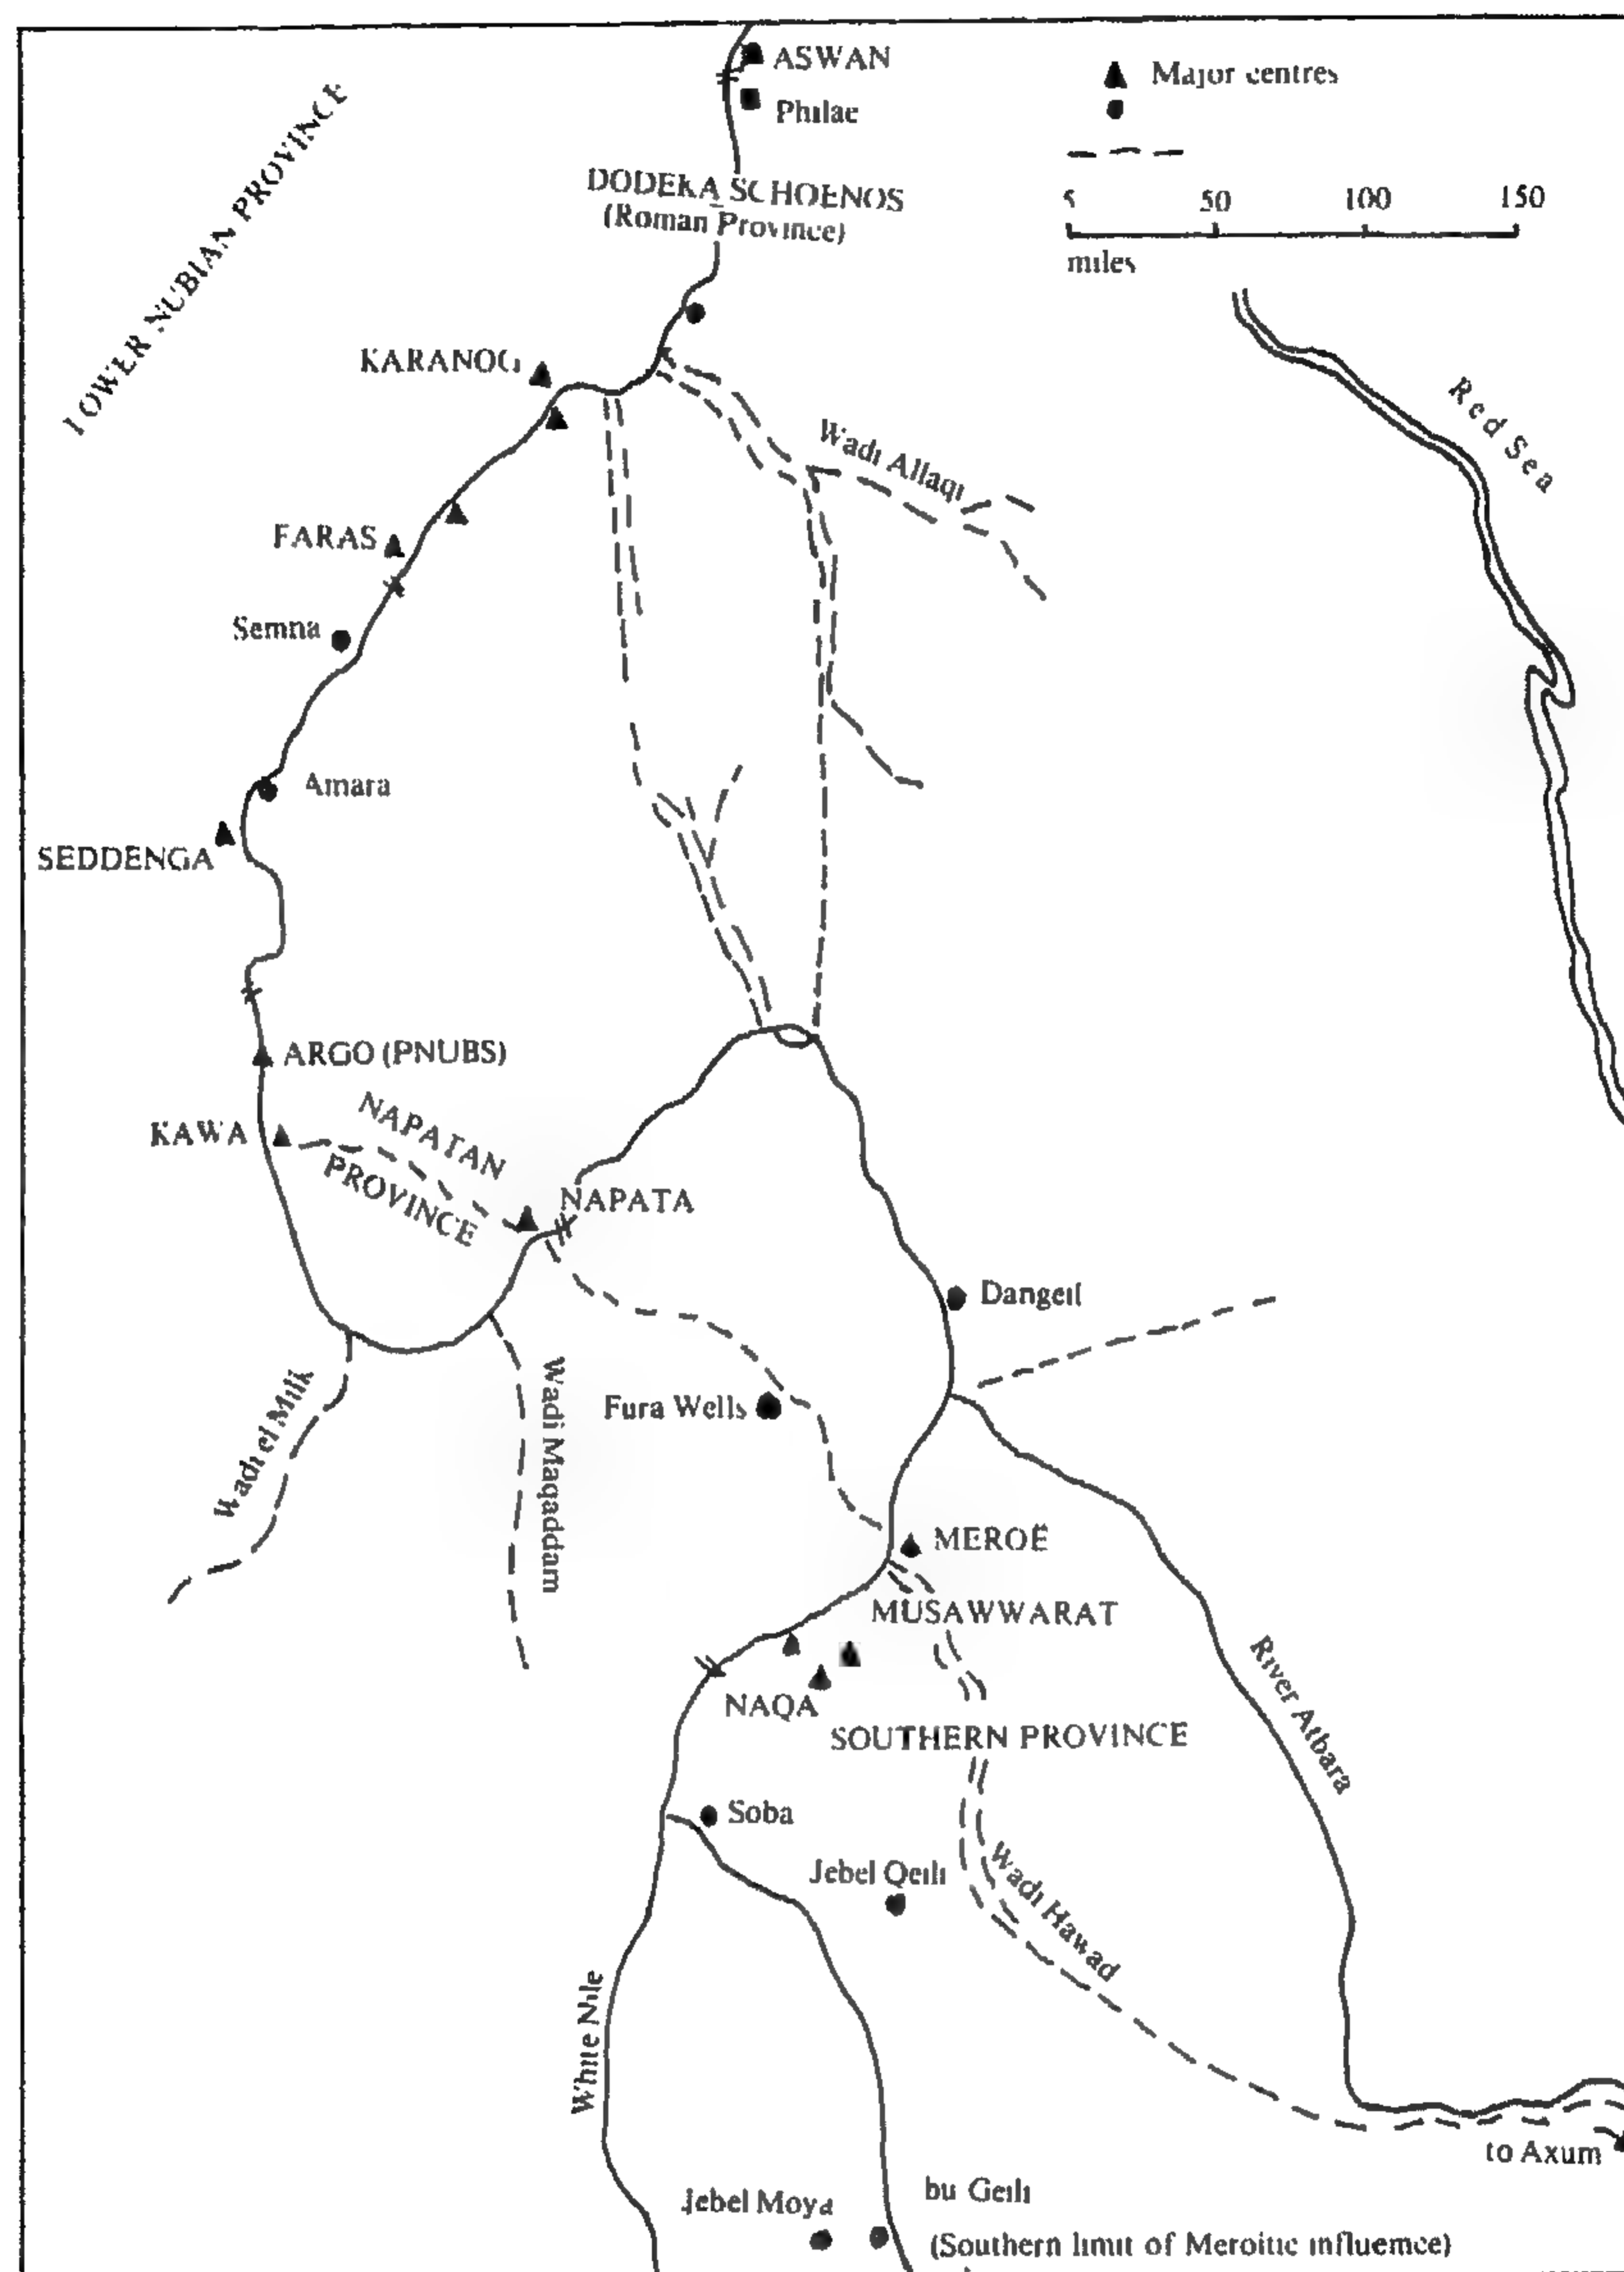 ASWAN
Major centres
Philae
DODEKA SCHOENOS
(Roman Province)
5 50 100 150
miles
LOWER NUBIAN PROVINCE
KARANOG
Red Sea
Wadi Allaqi
FARAS
Semna
Amara
SEDDENGA
ARGO (PNUBS)
NAPATAN
PROVINCE
KAWA
NAPATA
Dangeil
Wadi el Milk
Wadi Maqaddam
Fura Wells
MEROË
MUSAWWARAT
NAQA
SOUTHERN PROVINCE
River Atbara
Soba
Jebel Qeili
Wadi Hawad
White Nile
to Axum
Jebel Moya
bu Geili
(Southern limit of Meroitic influemce)